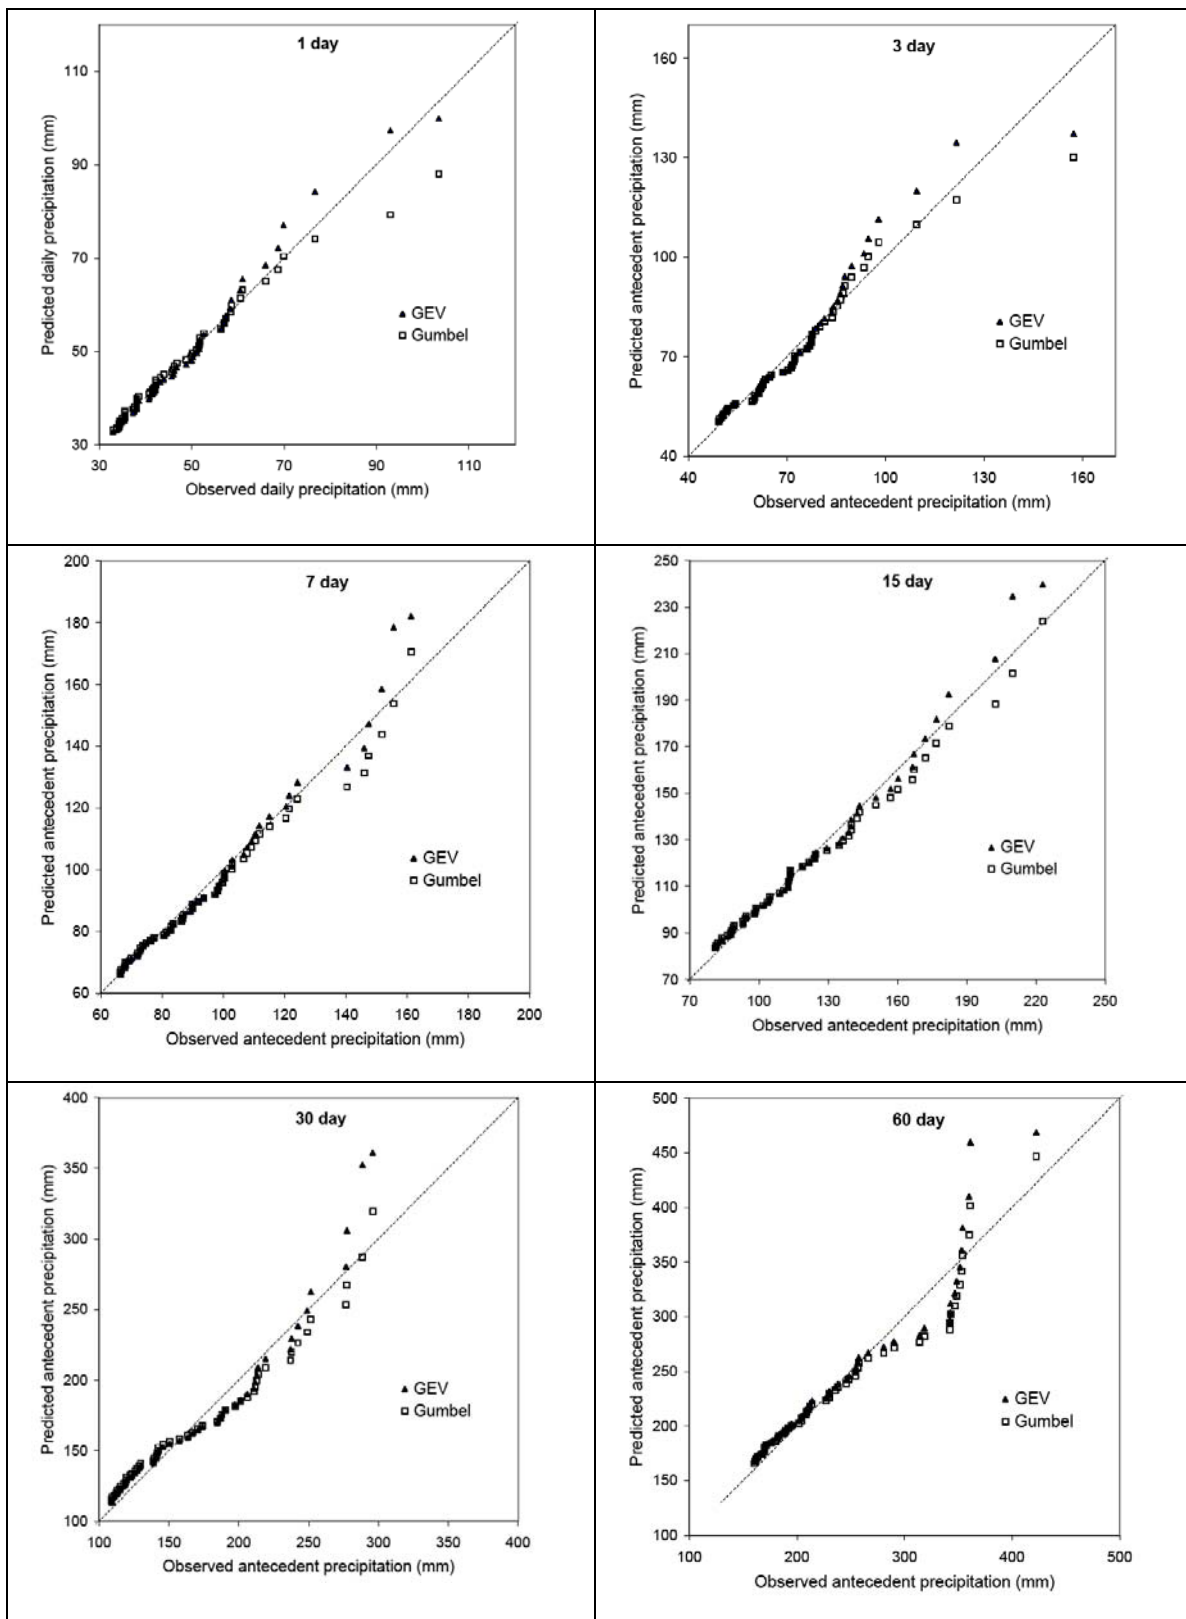 1 day
Predicted daily precipitation (mm)
110
90
70
50
30
GEV
Gumbel
30 50 70 90 110
Observed daily precipitation (mm)
3 day
Predicted antecedent precipitation (mm)
160
130
100
70
40
GEV
Gumbel
40 70 100 130 160
Observed antecedent precipitation (mm)
7 day
Predicted antecedent precipitation (mm)
200
180
160
140
120
100
80
60
GEV
Gumbel
60 80 100 120 140 160 180 200
Observed antecedent precipitation (mm)
15 day
Predicted antecedent precipitation (mm)
250
230
210
190
170
150
130
110
90
70
GEV
Gumbel
70 100 130 160 190 220 250
Observed antecedent precipitation (mm)
30 day
Predicted antecedent precipitation (mm)
400
350
300
250
200
150
100
GEV
Gumbel
100 150 200 250 300 350 400
Observed antecedent precipitation (mm)
60 day
Predicted antecedent precipitation (mm)
500
450
400
350
300
250
200
150
100
GEV
Gumbel
100 200 300 400 500
Observed antecedent precipitation (mm)